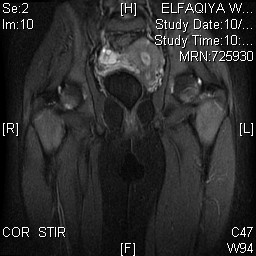 Se:2
[H]
ELFAQIYA W...
Im:10
Study Date:10/...
Study Time:10:...
MRN:725930
[R]
[L]
COR STIR
C47
[F]
W94